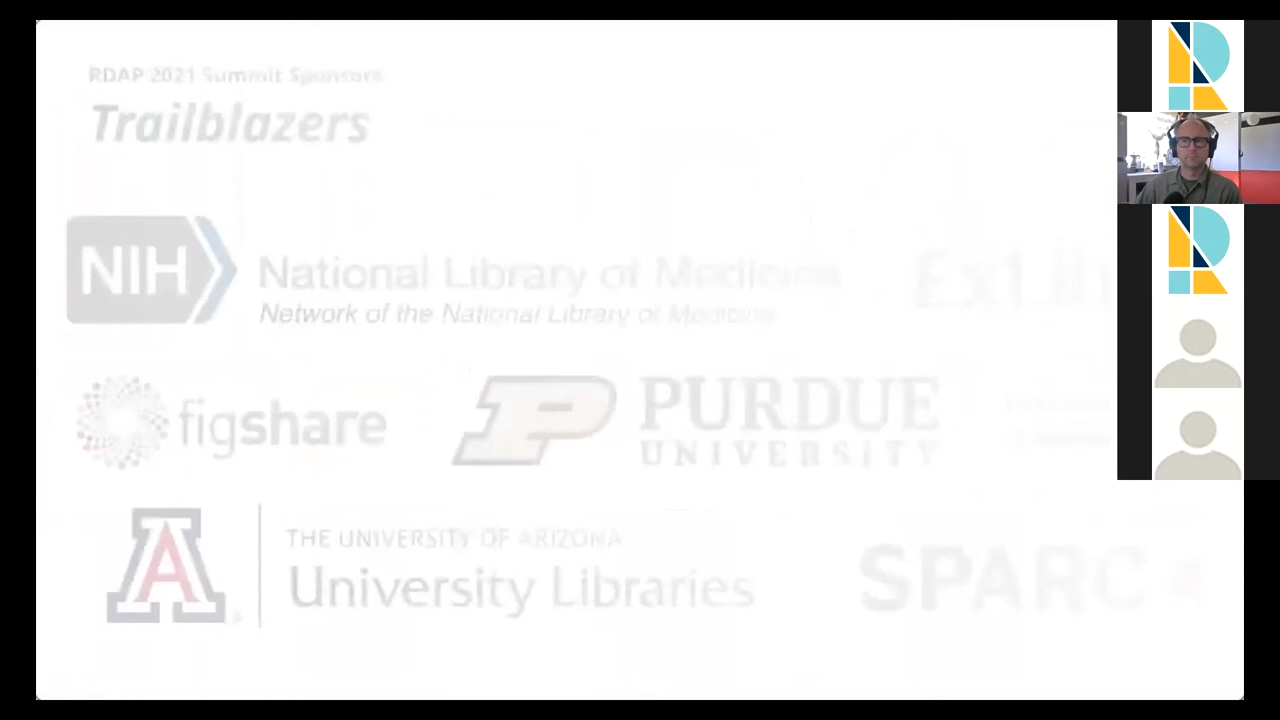 RDAP 2021 Summit Sponsors
Trailblazers
NIH
National Library of Medicine
Network of the National Library of Medicine
figshare
PURDUE
UNIVERSITY
A
THE UNIVERSITY OF ARIZONA
University Libraries
SPARC